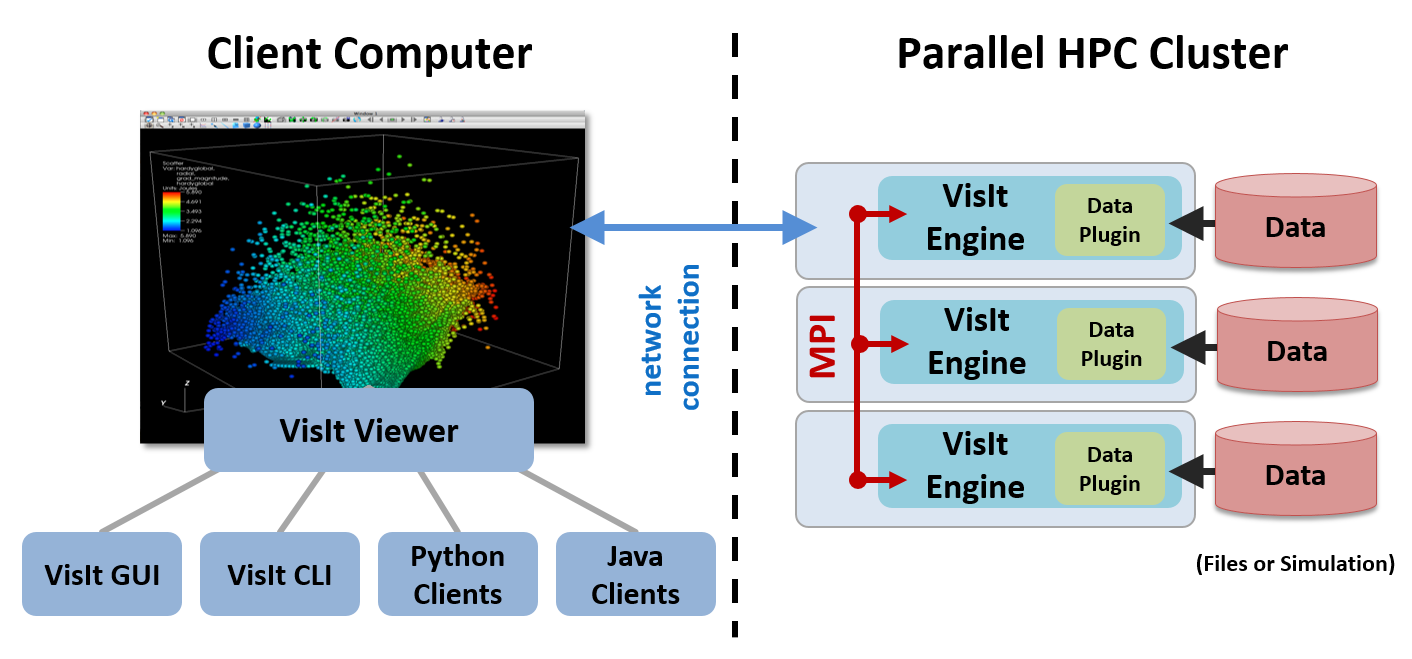 Client Computer
Parallel HPC Cluster
Window 1
Scatter
Var: hardyglobal,
radial,
grad_magnitude,
hardyglobal
Units: Joules
5.890
4.691
3.493
2.294
1.096
Max: 5.890
Min: 1.096
Z
Y
VisIt Viewer
VisIt GUI
VisIt CLI
Python
Clients
Java
Clients
network
connection
MPI
VisIt
Engine
Data
Plugin
Data
VisIt
Engine
Data
Plugin
Data
VisIt
Engine
Data
Plugin
Data
(Files or Simulation)